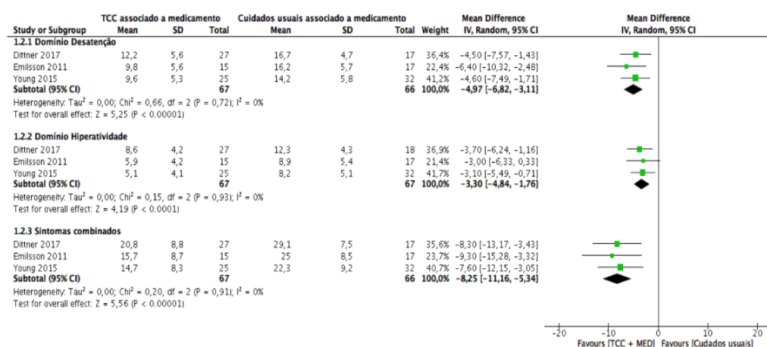 TCC associado a medicamento Cuidados usuais associado a medicamento Mean Difference Mean Difference
Study or Subgroup Mean SD Total Mean SD Total Weight IV, Random, 95% CI IV, Random, 95% CI
1.2.1 Domínio Desatenção
Dittner 2017 12,2 5,6 27 16,7 4,7 17 36,4% −4,50 [−7,57, −1,43]
Emilsson 2011 9,8 5,6 15 16,2 5,7 17 22,4% −6,40 [−10,32, −2,48]
Young 2015 9,6 5,3 25 14,2 5,8 32 41,2% −4,60 [−7,49, −1,71]
Subtotal (95% CI) 67 66 100,0% −4,97 [−6,82, −3,11]
Heterogeneity: Tau² = 0,00; Chi² = 0,66, df = 2 (P = 0,72); I² = 0%
Test for overall effect: Z = 5,25 (P < 0.00001)
1.2.2 Domínio Hiperatividade
Dittner 2017 8,6 4,2 27 12,3 4,3 18 36,9% −3,70 [−6,24, −1,16]
Emilsson 2011 5,9 4,2 15 8,9 5,4 17 21,4% −3,00 [−6,33, 0,33]
Young 2015 5,1 4,1 25 8,2 5,1 32 41,7% −3,10 [−5,49, −0,71]
Subtotal (95% CI) 67 67 100,0% −3,30 [−4,84, −1,76]
Heterogeneity: Tau² = 0,00; Chi² = 0,15, df = 2 (P = 0,93); I² = 0%
Test for overall effect: Z = 4,19 (P < 0.0001)
1.2.3 Sintomas combinados
Dittner 2017 20,8 8,8 27 29,1 7,5 17 35,6% −8,30 [−13,17, −3,43]
Emilsson 2011 15,7 8,7 15 25 8,5 17 23,7% −9,30 [−15,28, −3,32]
Young 2015 14,7 8,3 25 22,3 9,2 32 40,7% −7,60 [−12,15, −3,05]
Subtotal (95% CI) 67 66 100,0% −8,25 [−11,16, −5,34]
Heterogeneity: Tau² = 0,00; Chi² = 0,20, df = 2 (P = 0,91); I² = 0%
Test for overall effect: Z = 5,56 (P < 0.00001)
−20 −10 0 10 20
Favours [TCC + MED] Favours [Cuidados usuais]